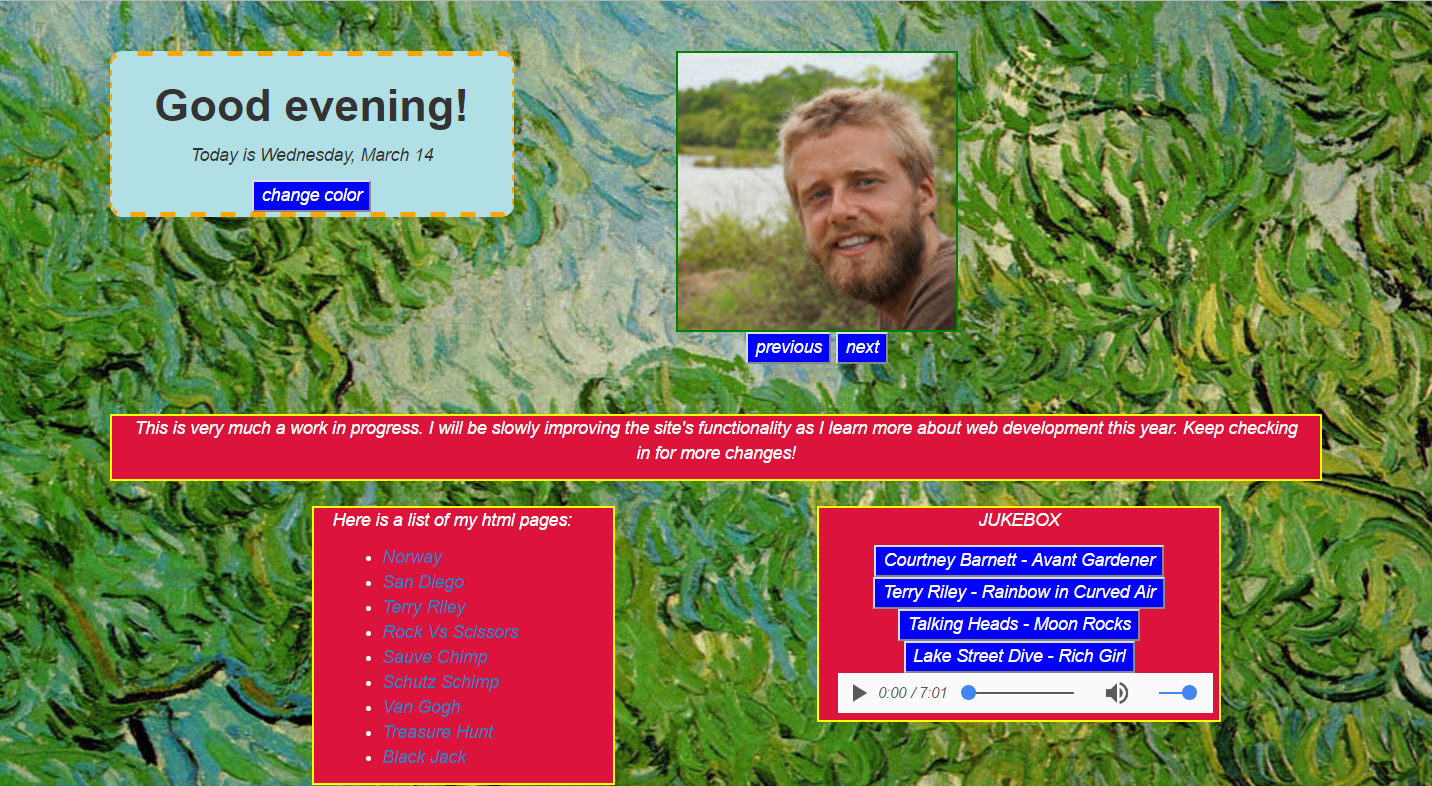 Good evening!
Today is Wednesday, March 14
change color
previous next
This is very much a work in progress. I will be slowly improving the site's functionality as I learn more about web development this year. Keep checking
in for more changes!
Here is a list of my html pages:
Norway
San Diego
Terry Riley
Rock Vs Scissors
Sauve Chimp
Schutz Schimp
Van Gogh
Treasure Hunt
Black Jack
JUKEBOX
Courtney Barnett - Avant Gardener
Terry Riley - Rainbow in Curved Air
Talking Heads - Moon Rocks
Lake Street Dive - Rich Girl
0:00 / 7:01